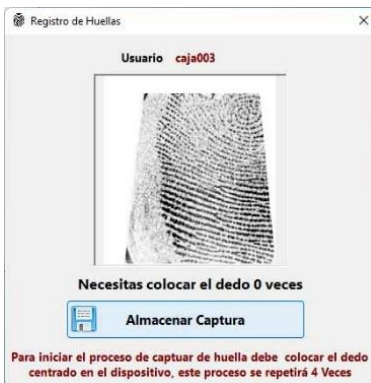 Registro de Huellas
Usuario caja003
Necesitas colocar el dedo 0 veces
Almacenar Captura
Para iniciar el proceso de captuar de huella debe colocar el dedo
centrado en el dispositivo, este proceso se repetirá 4 Veces